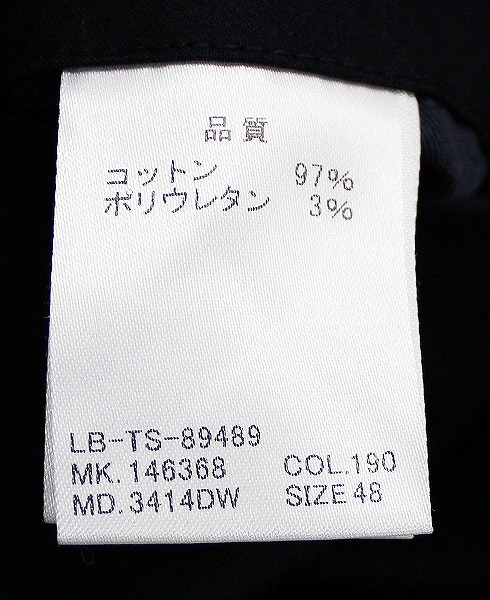 品質
コットン 97%
ポリウレタン 3%
LB-TS-89489
MK.146368 COL.190
MD.3414DW SIZE 48